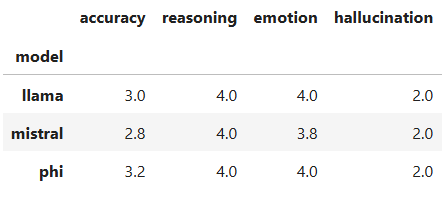 accuracy reasoning emotion hallucination
model
llama 3.0 4.0 4.0 2.0
mistral 2.8 4.0 3.8 2.0
phi 3.2 4.0 4.0 2.0